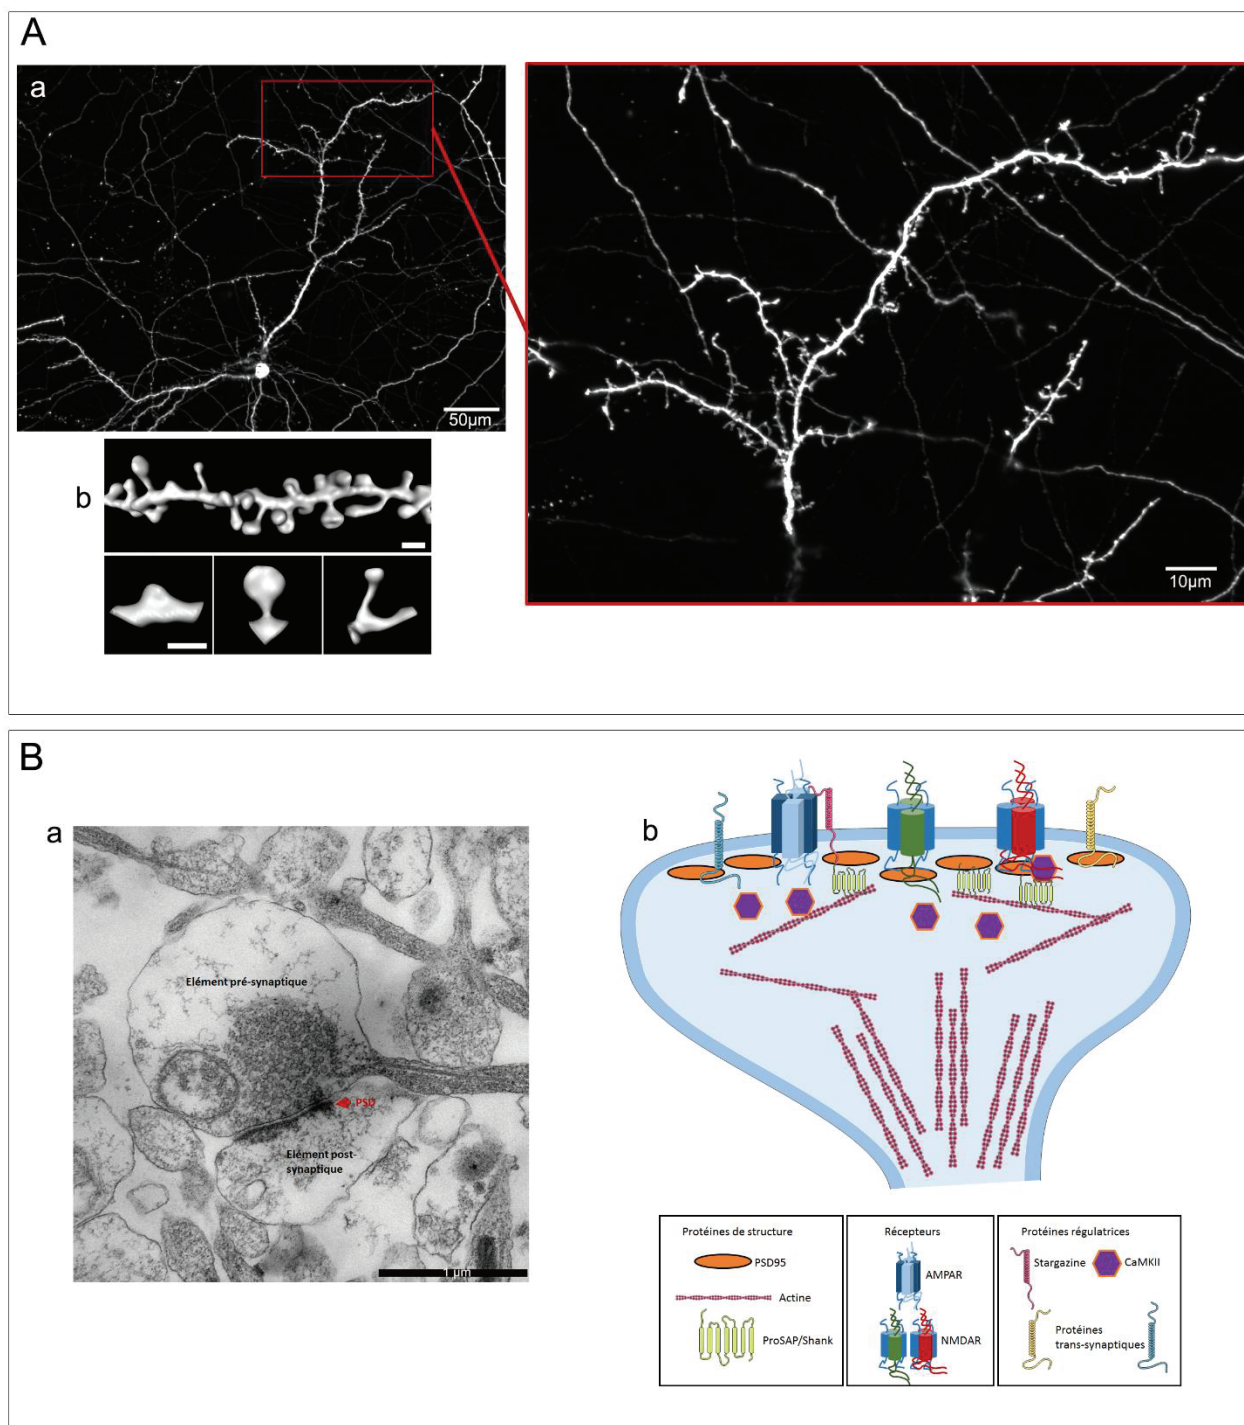 A
a
50µm
10µm
b
B
a
Elément pré-synaptique
PSD
Elément post-
synaptique
1 µm
b
Protéines de structure
PSD95
Actine
ProSAP/Shank
Récepteurs
AMPAR
NMDAR
Protéines régulatrices
Stargazine
CaMKII
Protéines
trans-synaptiques